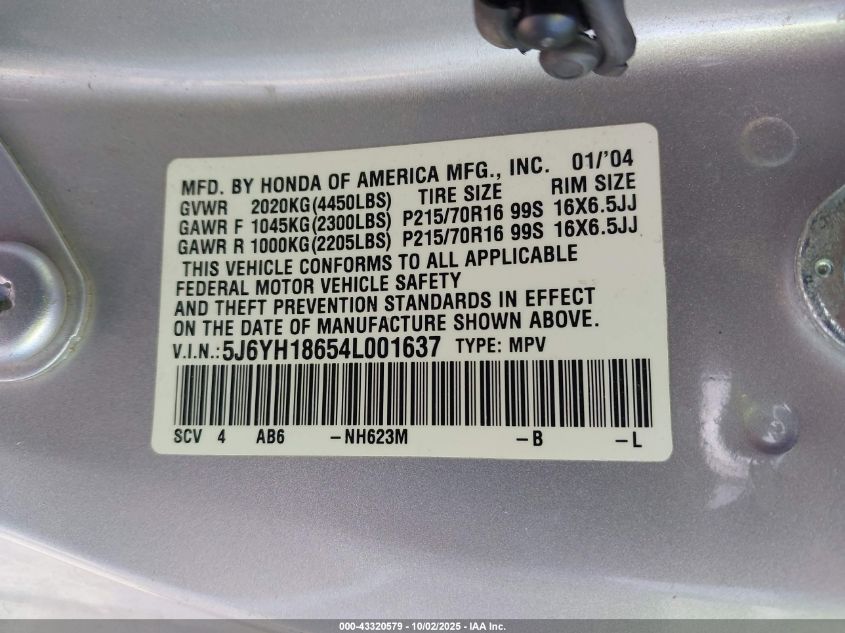 MFD. BY HONDA OF AMERICA MFG., INC. 01/'04
GVWR 2020KG(4450LBS) TIRE SIZE RIM SIZE
GAWR F 1045KG(2300LBS) P215/70R16 99S 16X6.5JJ
GAWR R 1000KG(2205LBS) P215/70R16 99S 16X6.5JJ
THIS VEHICLE CONFORMS TO ALL APPLICABLE
FEDERAL MOTOR VEHICLE SAFETY
AND THEFT PREVENTION STANDARDS IN EFFECT
ON THE DATE OF MANUFACTURE SHOWN ABOVE.
V.I.N.:5J6YH18654L001637 TYPE: MPV
SCV 4 AB6 -NH623M -B -L
000-43320579 - 10/02/2025 - IAA Inc.